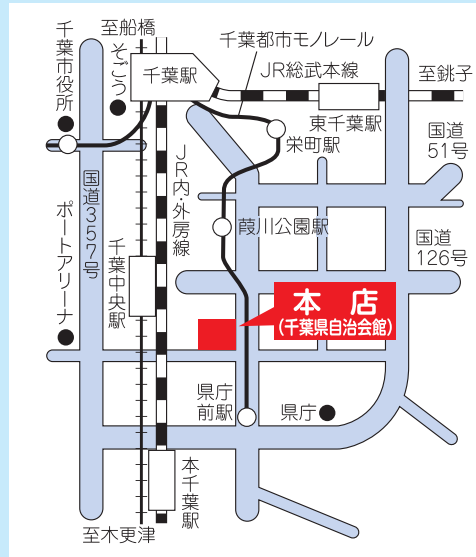 至船橋
千葉市役所
そごう
千葉駅
千葉都市モノレール
JR総武本線
至銚子
東千葉駅
栄町駅
国道
51号
JR内・外房線
国道357号
ポートアリーナ
千葉中央駅
葭川公園駅
国道
126号
本店
(千葉県自治会館)
県庁
前駅
県庁
本千葉駅
至木更津